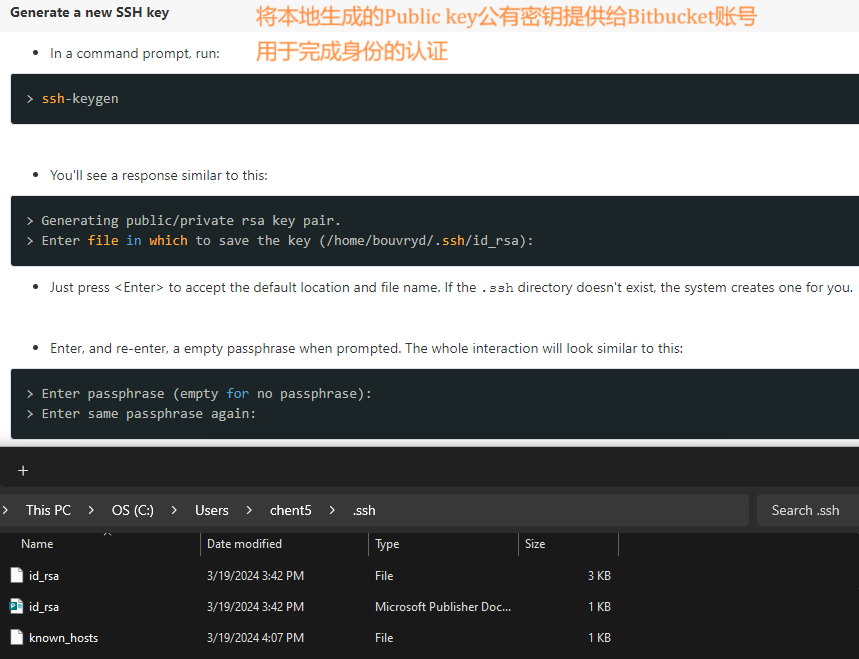 Generate a new SSH key
将本地生成的Public key公有密钥提供给Bitbucket账号
用于完成身份的认证
In a command prompt, run:
> ssh-keygen
You'll see a response similar to this:
> Generating public/private rsa key pair.
> Enter file in which to save the key (/home/bouvryd/.ssh/id_rsa):
Just press <Enter> to accept the default location and file name. If the .ssh directory doesn't exist, the system creates one for you.
Enter, and re-enter, a empty passphrase when prompted. The whole interaction will look similar to this:
> Enter passphrase (empty for no passphrase):
> Enter same passphrase again:
This PC > OS (C:) > Users > chent5 > .ssh
Search .ssh
Name Date modified Type Size
id_rsa 3/19/2024 3:42 PM File 3 KB
id_rsa 3/19/2024 3:42 PM Microsoft Publisher Doc... 1 KB
known_hosts 3/19/2024 4:07 PM File 1 KB